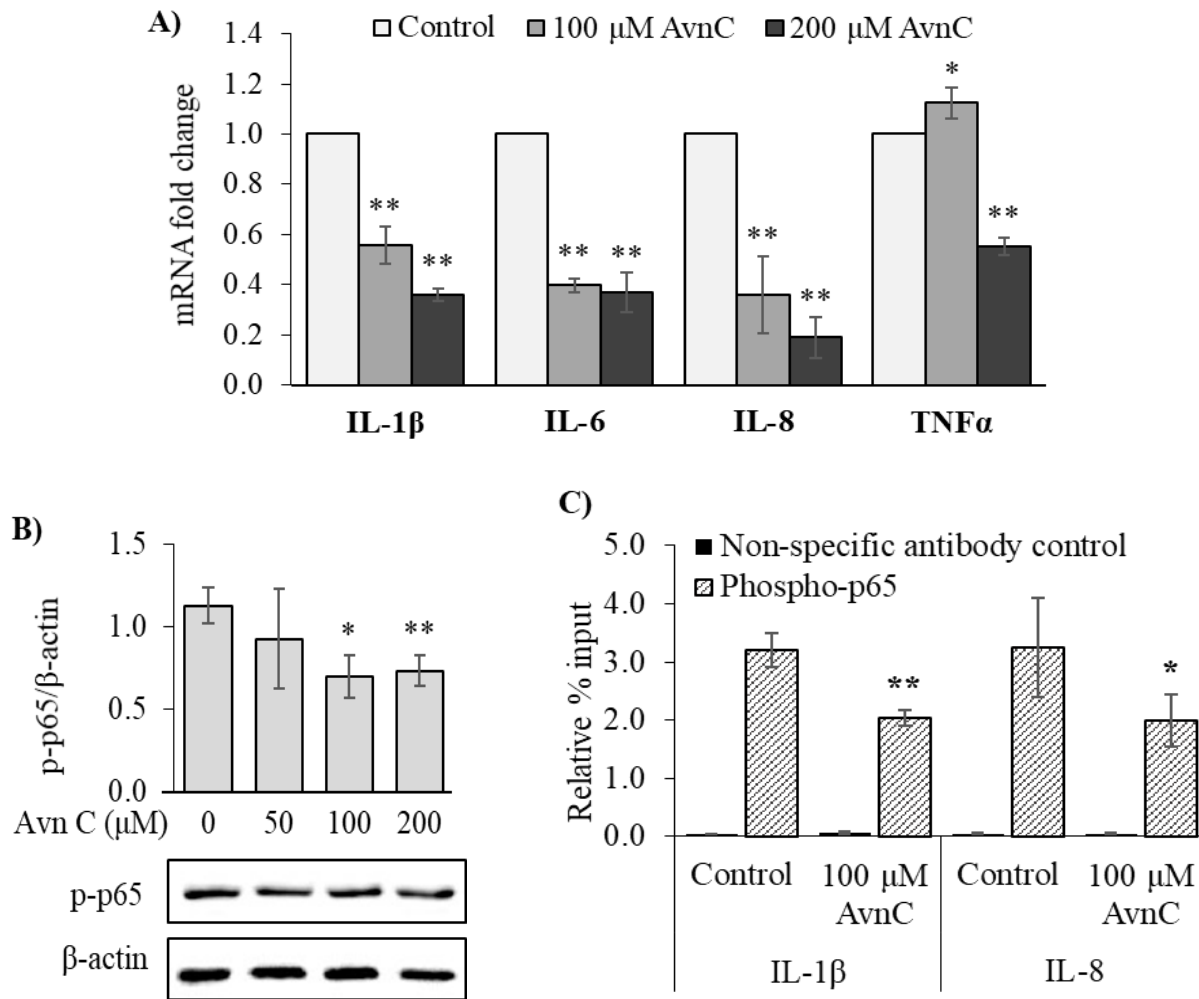 A)
Control 100 μM AvnC 200 μM AvnC
mRNA fold change
1.4
1.2
1.0
0.8
0.6
0.4
0.2
0.0
** ** ** ** ** ** * **
IL-1β IL-6 IL-8 TNFα
B)
p-p65/β-actin
1.5
1.0
0.5
0.0
* **
Avn C (μM) 0 50 100 200
p-p65
β-actin
C)
Non-specific antibody control
Phospho-p65
Relative % input
5.0
4.0
3.0
2.0
1.0
0.0
** *
Control 100 μM Control 100 μM
AvnC AvnC
IL-1β IL-8